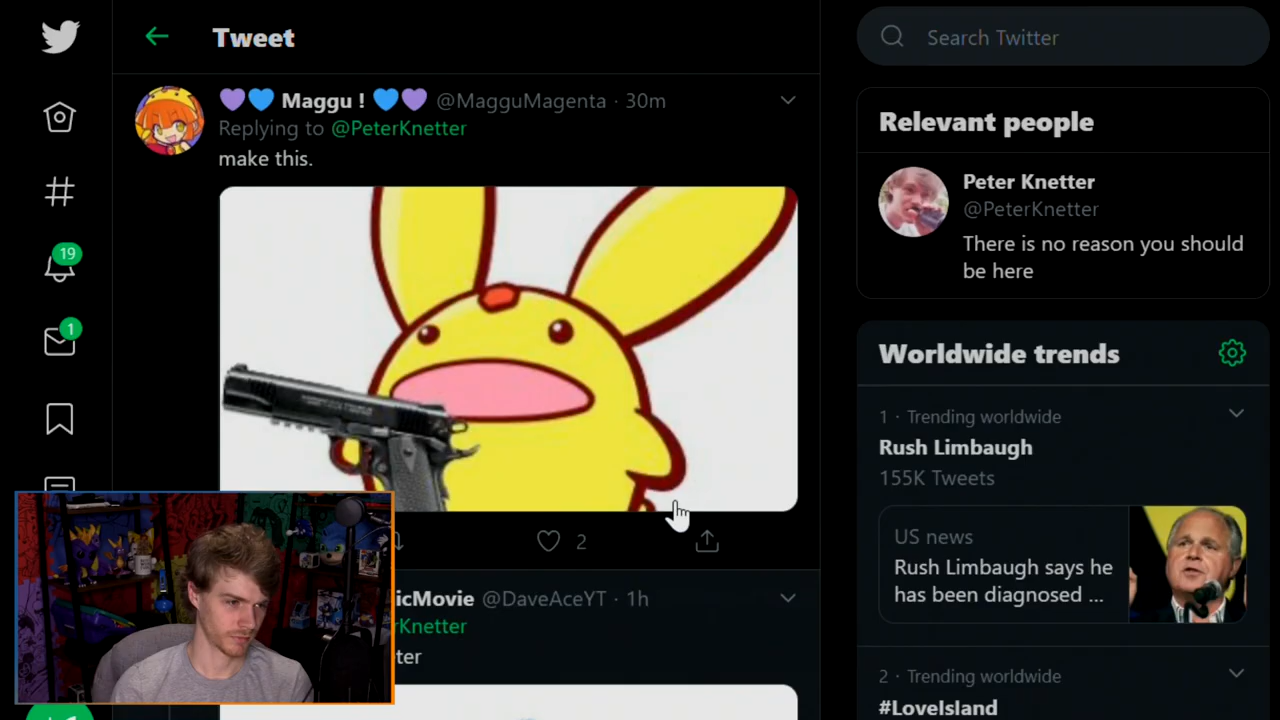 Tweet
Search Twitter
💜💙 Maggu ! 💙💜 @MagguMagenta · 30m
Replying to @PeterKnetter
make this.
Relevant people
Peter Knetter
@PeterKnetter
There is no reason you should
be here
19
1
Worldwide trends
1 · Trending worldwide
Rush Limbaugh
155K Tweets
US news
Rush Limbaugh says he
has been diagnosed ...
2
icMovie @DaveAceYT · 1h
rKnetter
ter
2 · Trending worldwide
#LoveIsland